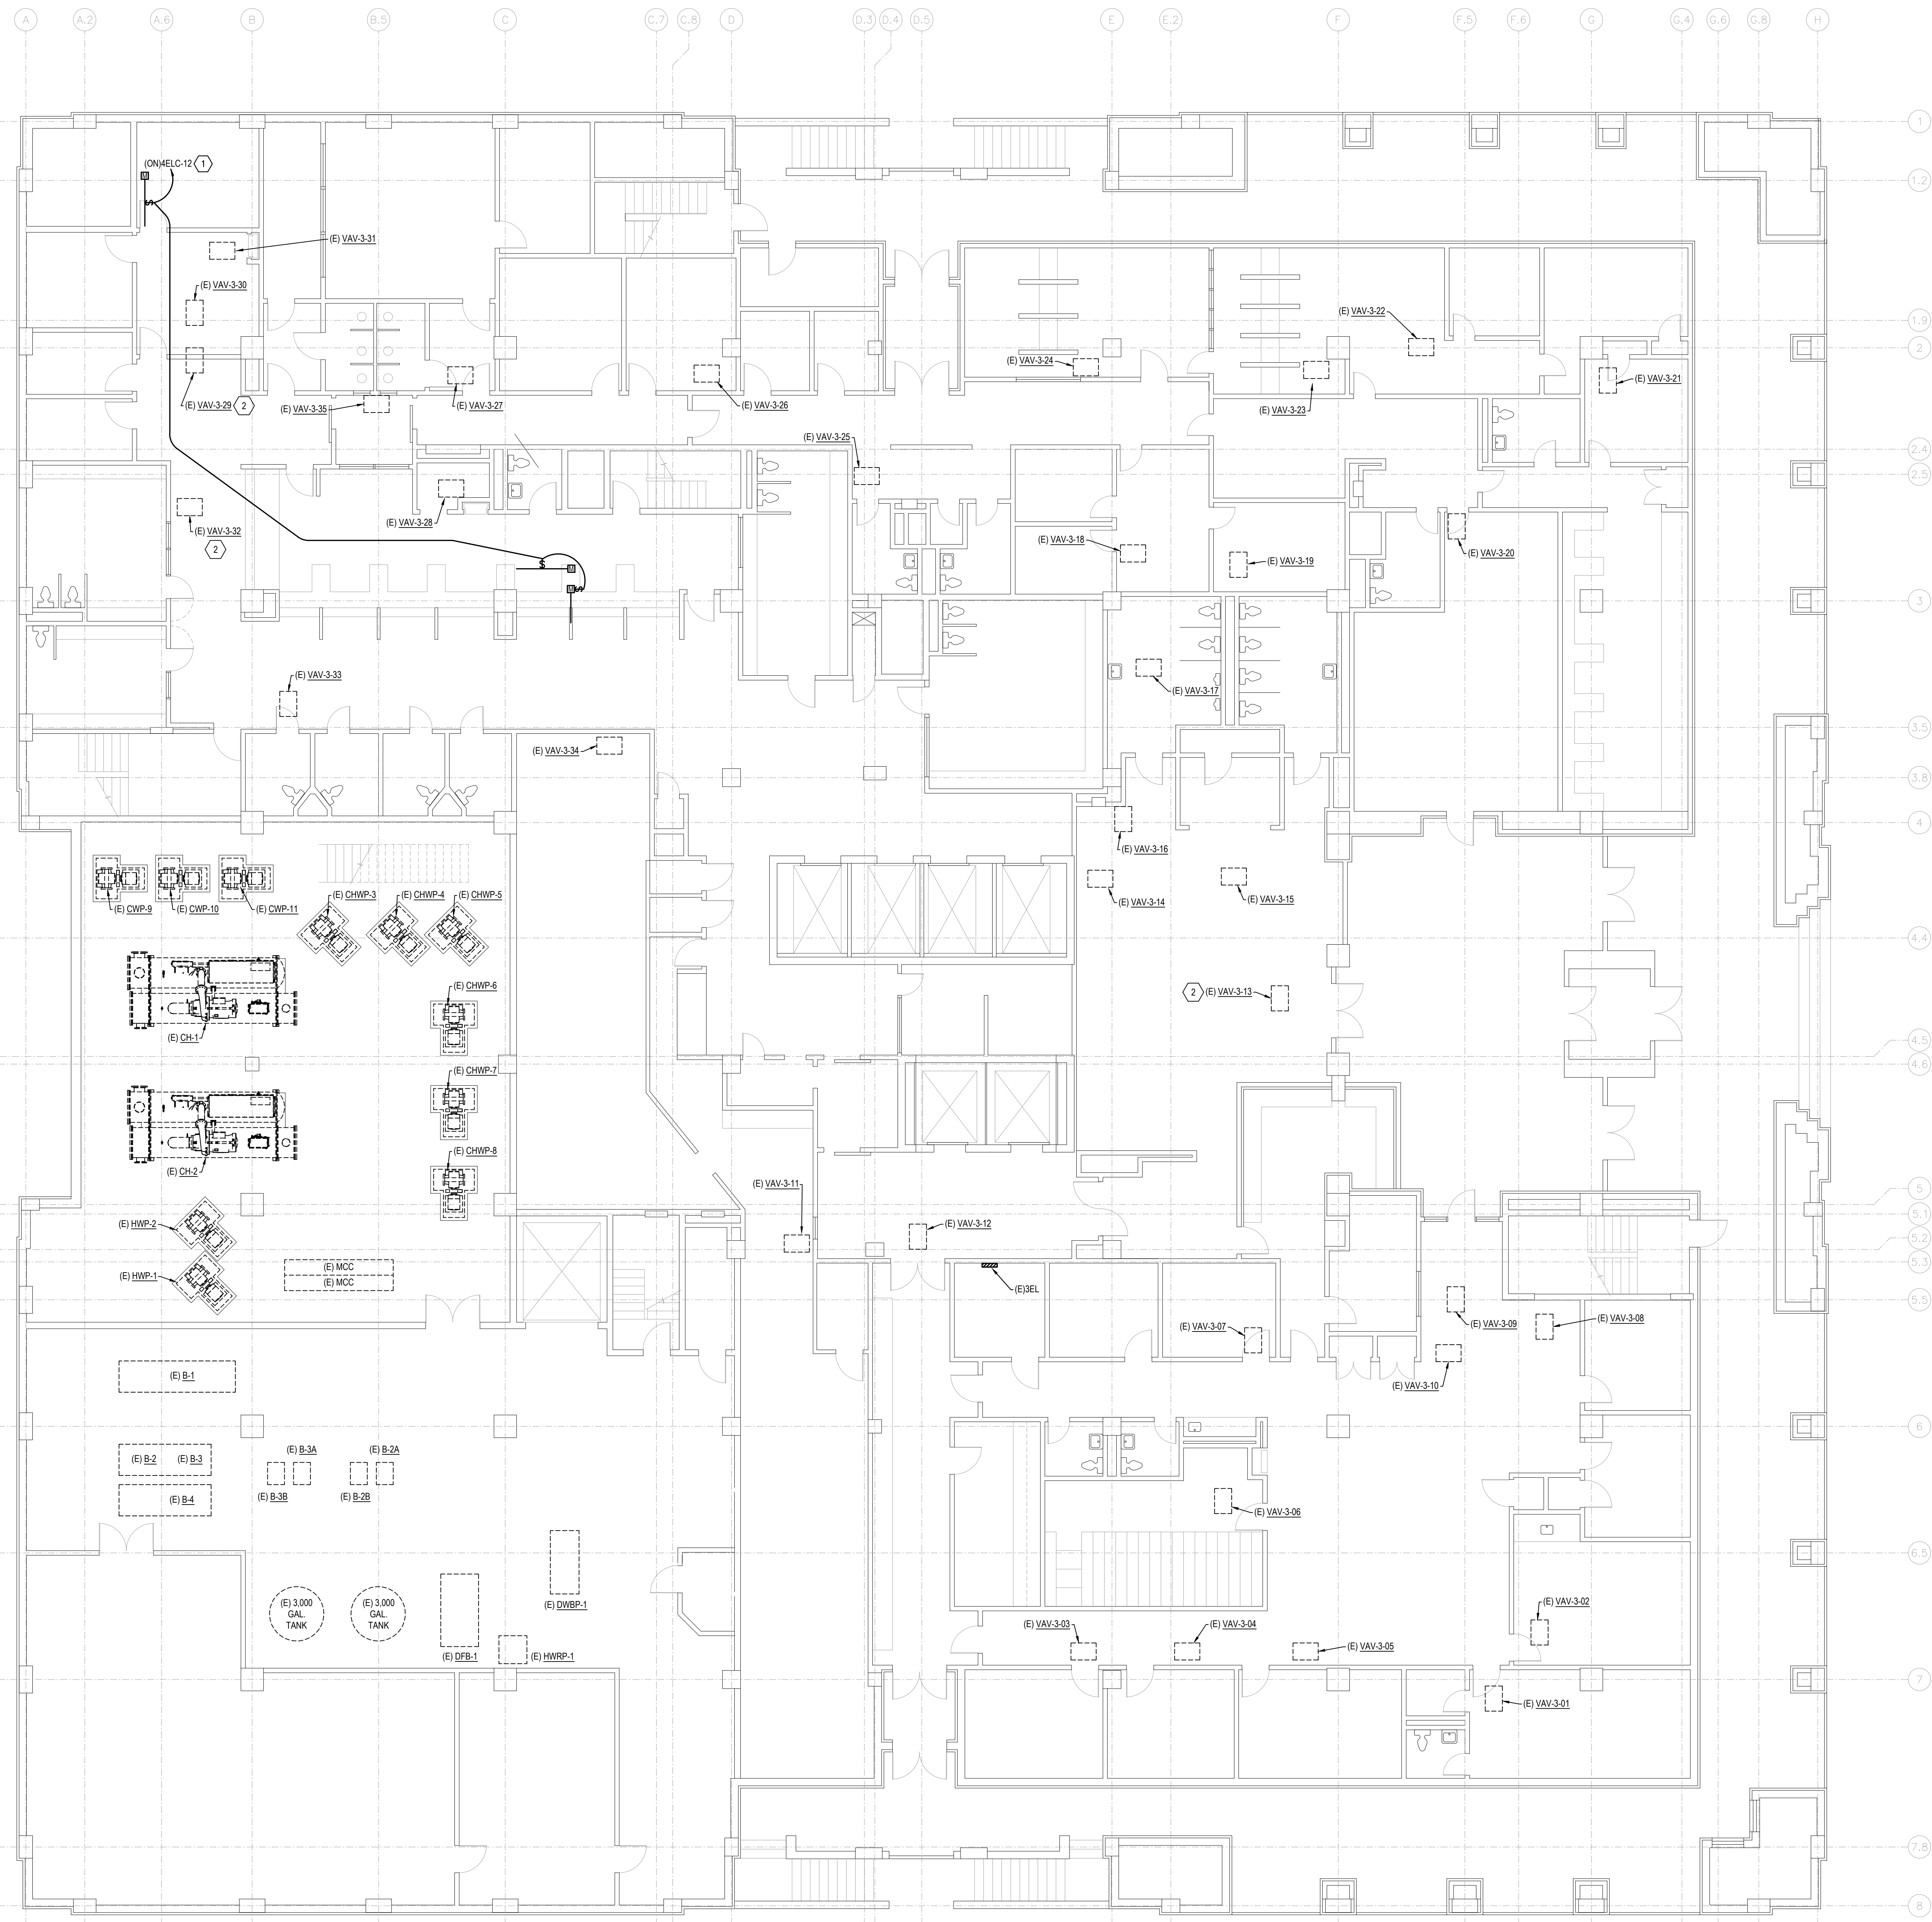 A A.2 A.6 B B.5 C C.7 C.8 D D.3 D.4 D.5 E E.2 F F.5 F.6 G G.4 G.6 G.8 H
1
(ON)4ELC-12 1
M
1.2
$
(E) VAV-3-31
(E) VAV-3-30
(E) VAV-3-22
1.9
2
(E) VAV-3-24
(E) VAV-3-21
(E) VAV-3-29 2
(E) VAV-3-35
(E) VAV-3-27
(E) VAV-3-26
(E) VAV-3-23
(E) VAV-3-25
2.4
2.5
(E) VAV-3-28
(E) VAV-3-32
2
(E) VAV-3-18
(E) VAV-3-20
(E) VAV-3-19
$
M
M
$
3
(E) VAV-3-33
(E) VAV-3-17
3.5
(E) VAV-3-34
3.8
4
(E) VAV-3-16
(E) CHWP-3
(E) CHWP-4
(E) CHWP-5
(E) VAV-3-14
(E) VAV-3-15
(E) CWP-9
(E) CWP-10
(E) CWP-11
4.4
(E) CHWP-6
2
(E) VAV-3-13
(E) CH-1
4.5
4.6
(E) CHWP-7
(E) CHWP-8
(E) CH-2
(E) VAV-3-11
5
5.1
(E) HWP-2
(E) VAV-3-12
5.2
5.3
(E) MCC
(E) HWP-1
(E) MCC
(E)3EL
5.5
(E) VAV-3-08
(E) VAV-3-07
(E) VAV-3-09
(E) B-1
(E) VAV-3-10
6
(E) B-3A
(E) B-2A
(E) B-2
(E) B-3
(E) B-3B
(E) B-2B
(E) B-4
(E) VAV-3-06
6.5
(E) 3,000
GAL.
TANK
(E) 3,000
GAL.
TANK
(E) DWBP-1
(E) VAV-3-02
(E) VAV-3-03
(E) VAV-3-04
(E) VAV-3-05
(E) DFB-1
(E) HWRP-1
7
(E) VAV-3-01
7.8
8